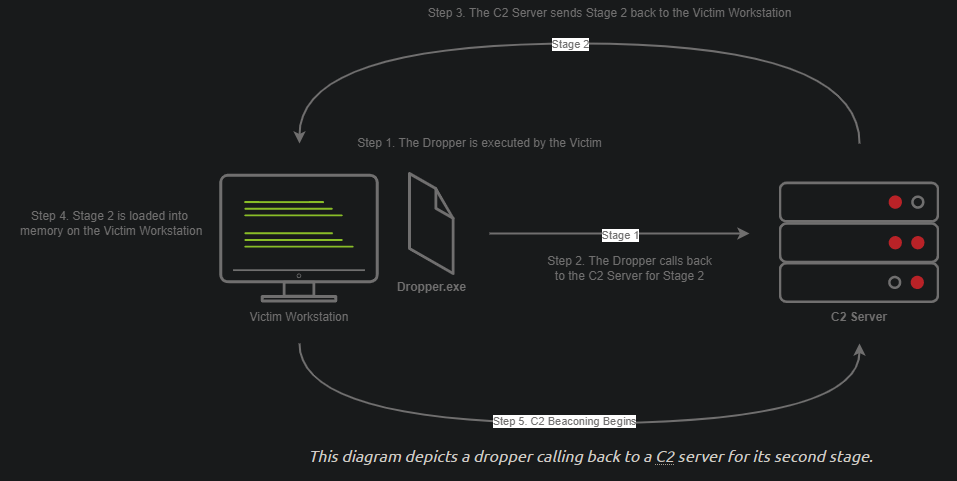 Step 3. The C2 Server sends Stage 2 back to the Victim Workstation
Stage 2
Step 1. The Dropper is executed by the Victim
Step 4. Stage 2 is loaded into
memory on the Victim Workstation
Stage 1
Step 2. The Dropper calls back
to the C2 Server for Stage 2
Dropper.exe
Victim Workstation
C2 Server
Step 5. C2 Beaconing Begins
This diagram depicts a dropper calling back to a C2 server for its second stage.